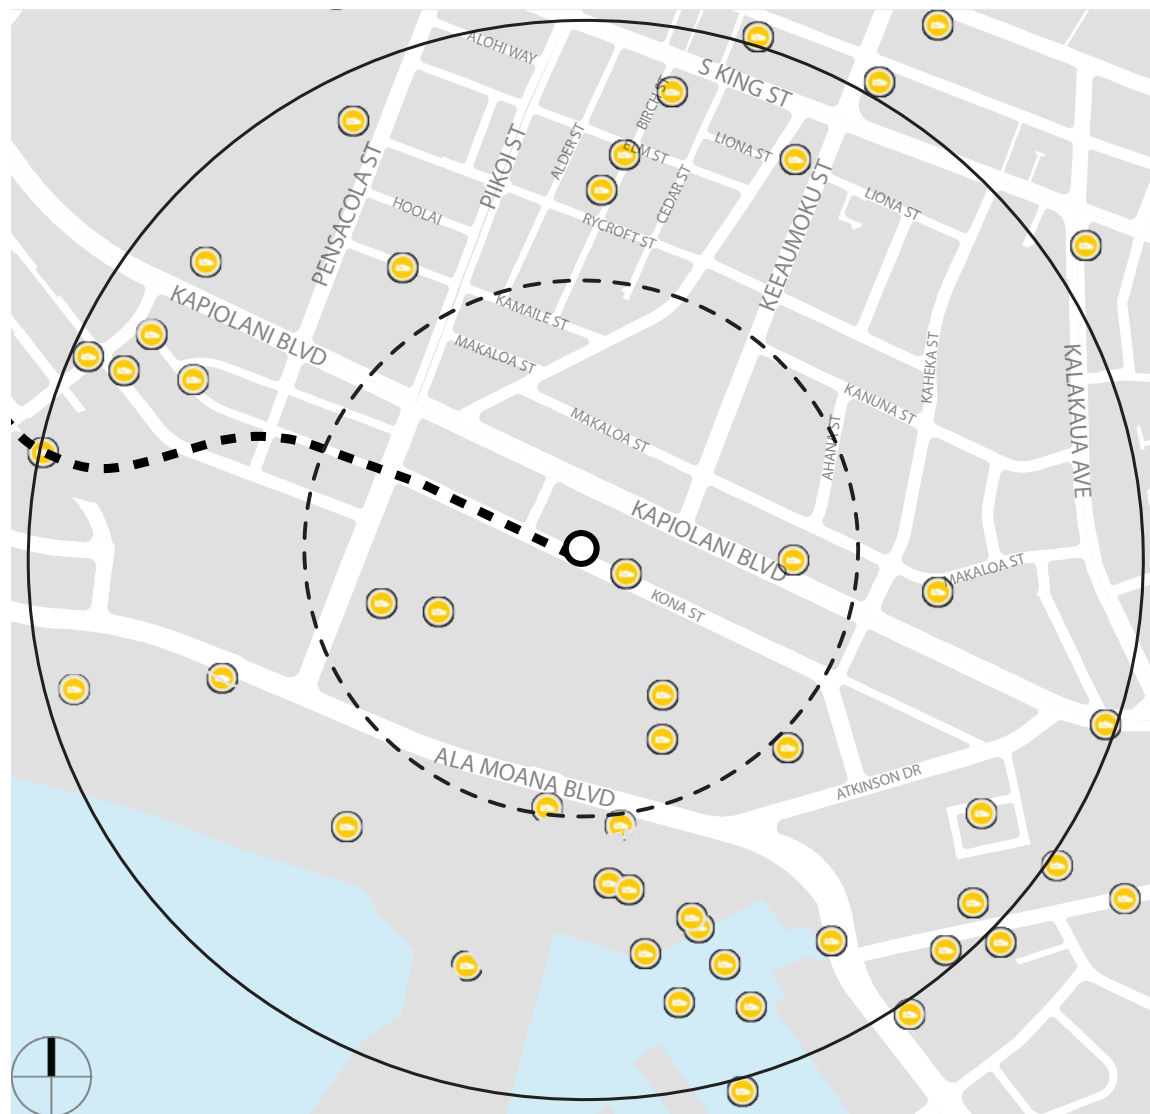 ALOHI WAY
S KING ST
BIRCH ST
PIIKOI ST
ALDER ST
ELM ST
LIONA ST
PENSACOLA ST
HOOLAI
CEDAR ST
KEEAUMOKU ST
LIONA ST
RYCROFT ST
KAPIOLANI BLVD
KAMAILE ST
MAKALOA ST
KAHEKA ST
KALAKAUA AVE
KANUNA ST
MAKALOA ST
AHANA ST
KAPIOLANI BLVD
MAKALOA ST
KONA ST
ALA MOANA BLVD
ATKINSON DR